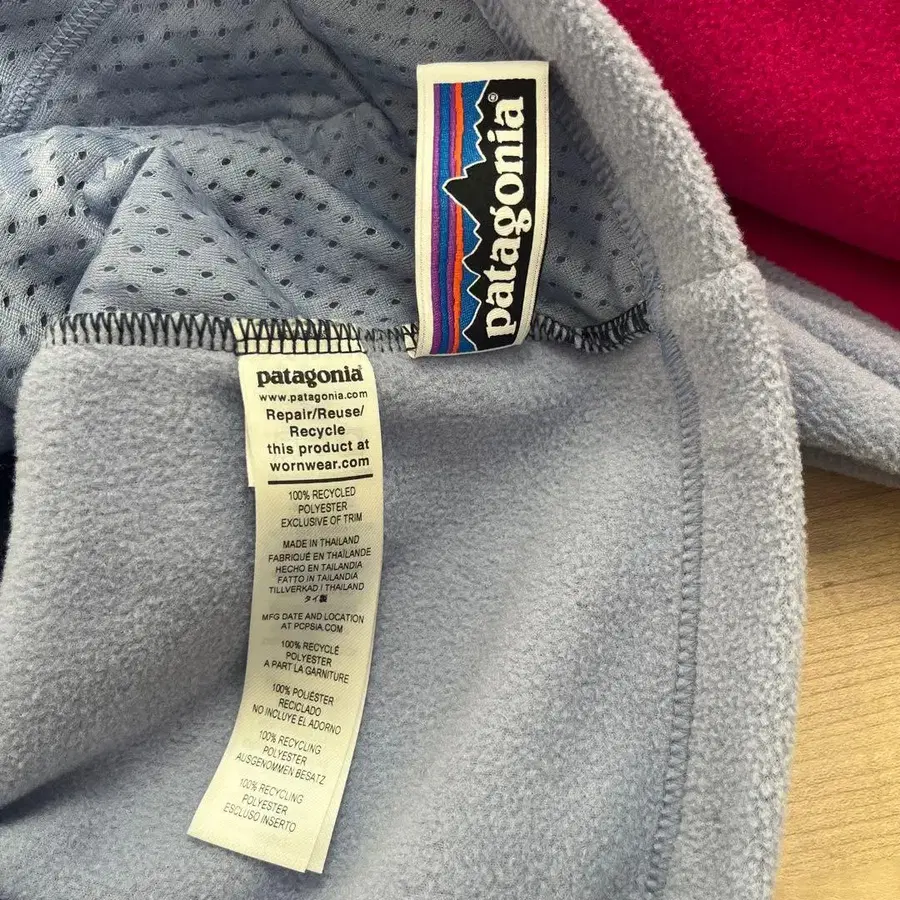 patagonia®
patagonia®
www.patagonia.com
Repair/Reuse/
Recycle
this product at
wornwear.com
100% RECYCLED
POLYESTER
EXCLUSIVE OF TRIM
MADE IN THAILAND
FABRIQUÉ EN THAÏLANDE
HECHO EN TAILANDIA
FATTO IN TAILANDIA
TILLVERKAD I THAILAND
タイ製
MFG DATE AND LOCATION
AT PCPSIA.COM
100% RECYCLÉ
POLYESTER
A PART LA GARNITURE
100% POLIÉSTER
RECICLADO
NO INCLUYE EL ADORNO
100% RECYCLING
POLYESTER
AUSGENOMMEN BESATZ
100% RECYCLING
POLYESTER
ESCLUSO INSERTO